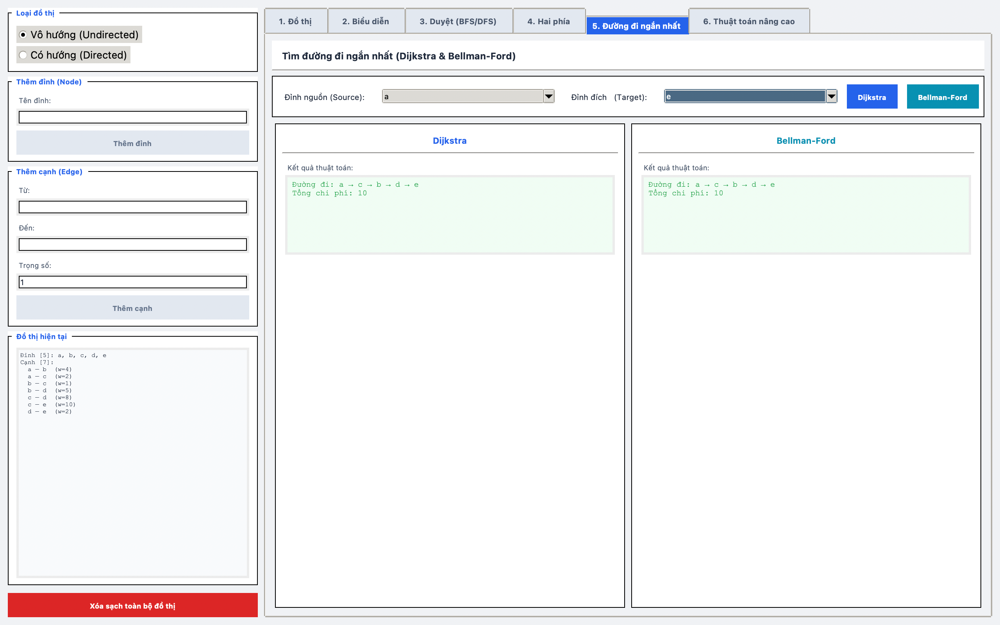 Loại đồ thị
Vô hướng (Undirected)
Có hướng (Directed)
Thêm đỉnh (Node)
Tên đỉnh:
Thêm đỉnh
Thêm cạnh (Edge)
Từ:
Đến:
Trọng số:
1
Thêm cạnh
Đồ thị hiện tại
Đỉnh [5]: a, b, c, d, e
Cạnh [7]:
a — b (w=4)
a — c (w=2)
b — c (w=1)
b — d (w=5)
c — d (w=8)
c — e (w=10)
d — e (w=2)
Xóa sạch toàn bộ đồ thị
1. Đồ thị
2. Biểu diễn
3. Duyệt (BFS/DFS)
4. Hai phía
5. Đường đi ngắn nhất
6. Thuật toán nâng cao
Tìm đường đi ngắn nhất (Dijkstra & Bellman-Ford)
Đỉnh nguồn (Source): a Đỉnh đích (Target): e Dijkstra Bellman-Ford
Dijkstra
Kết quả thuật toán:
Đường đi: a → c → b → d → e
Tổng chi phí: 10
Bellman-Ford
Kết quả thuật toán:
Đường đi: a → c → b → d → e
Tổng chi phí: 10